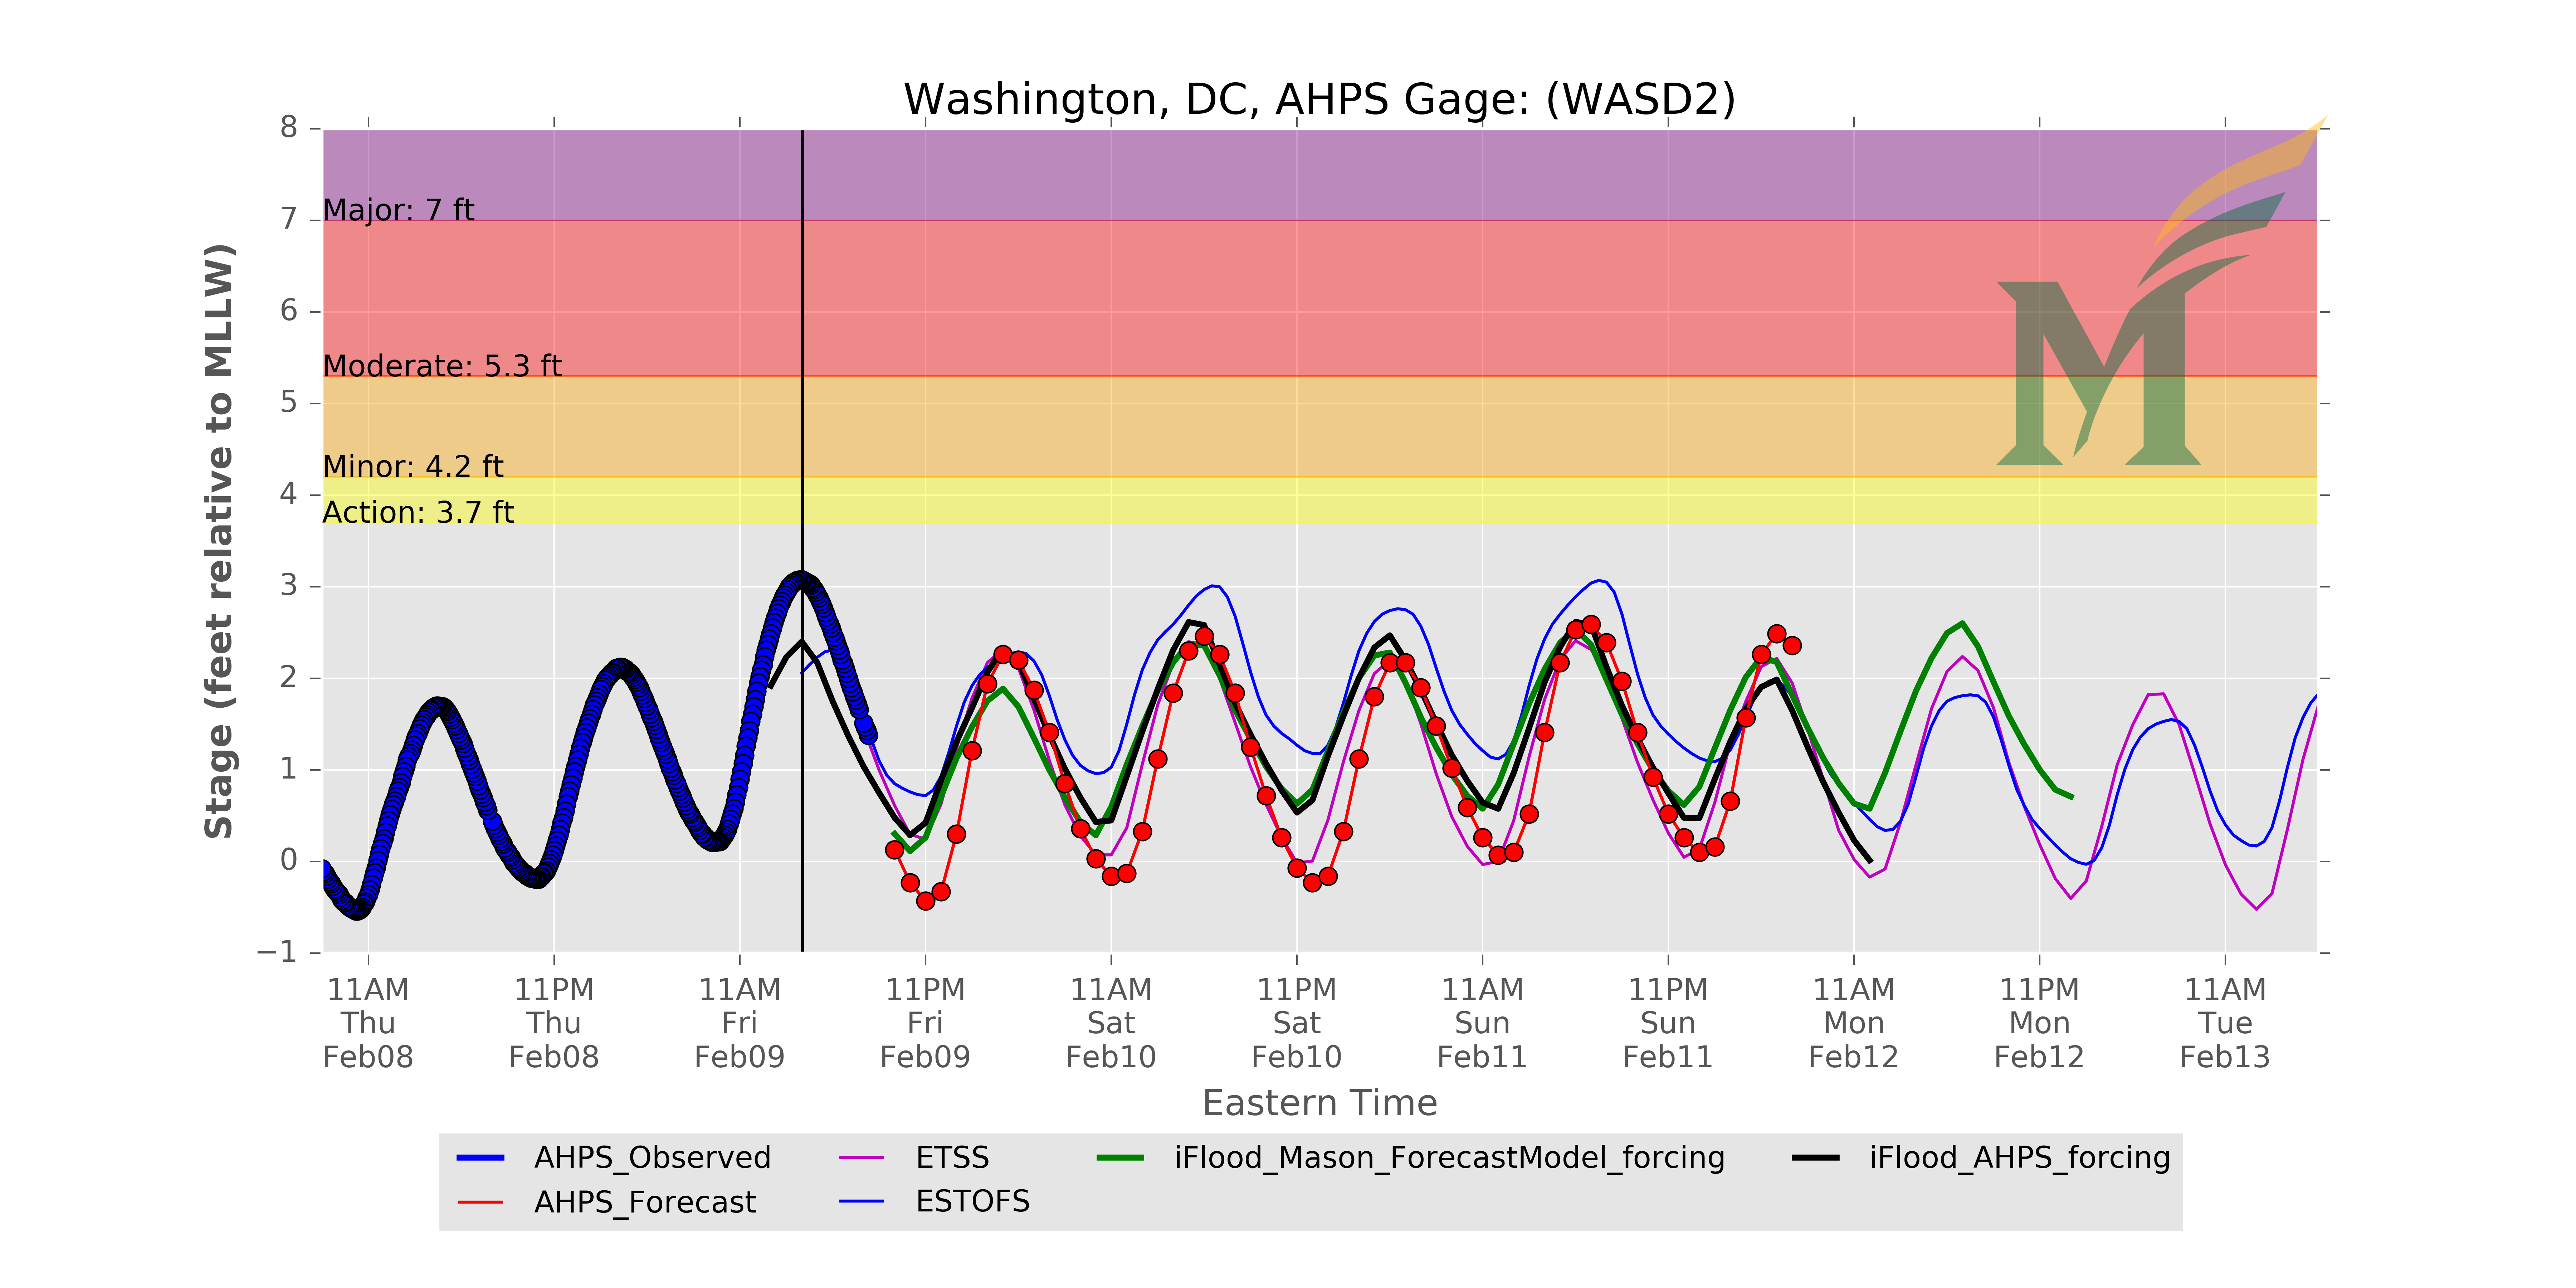 Washington, DC, AHPS Gage: (WASD2)
Stage (feet relative to MLLW)
8
7
6
5
4
3
2
1
0
−1
Major: 7 ft
Moderate: 5.3 ft
Minor: 4.2 ft
Action: 3.7 ft
M
11AM 11PM 11AM 11PM 11AM 11PM 11AM 11PM 11AM 11PM 11AM
Thu Thu Fri Fri Sat Sat Sun Sun Mon Mon Tue
Feb08 Feb08 Feb09 Feb09 Feb10 Feb10 Feb11 Feb11 Feb12 Feb12 Feb13
Eastern Time
AHPS_Observed ETSS iFlood_Mason_ForecastModel_forcing iFlood_AHPS_forcing
AHPS_Forecast ESTOFS